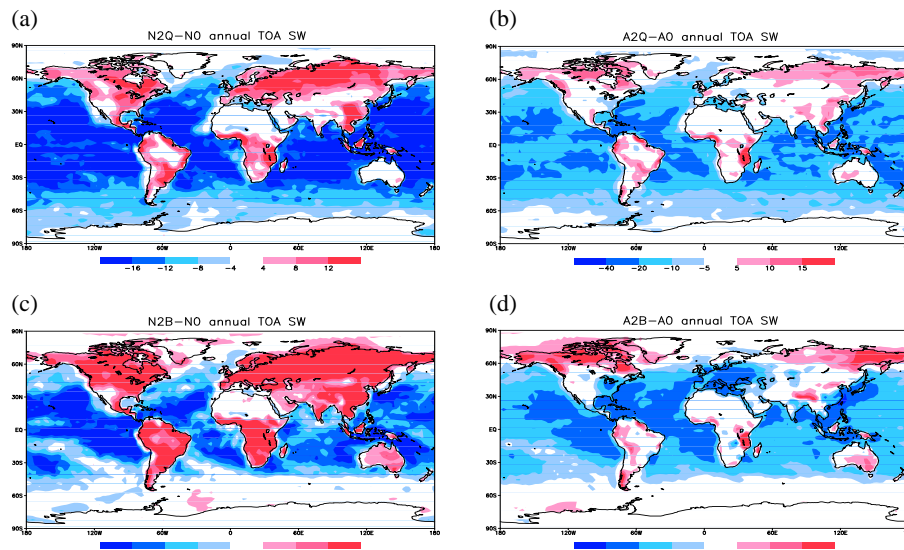 (a)
(b)
N2Q−N0 annual TOA SW
A2Q−A0 annual TOA SW
90N
60N
30N
EQ
30S
60S
90S
180
120W
60W
0
60E
120E
180
90N
60N
30N
EQ
30S
60S
90S
180
120W
60W
0
60E
120E
180
−16 −12 −8 −4 4 8 12
−40 −20 −10 −5 5 10 15
(c)
(d)
N2B−N0 annual TOA SW
A2B−A0 annual TOA SW
90N
60N
30N
EQ
30S
60S
90S
180
120W
60W
0
60E
120E
180
90N
60N
30N
EQ
30S
60S
90S
180
120W
60W
0
60E
120E
180